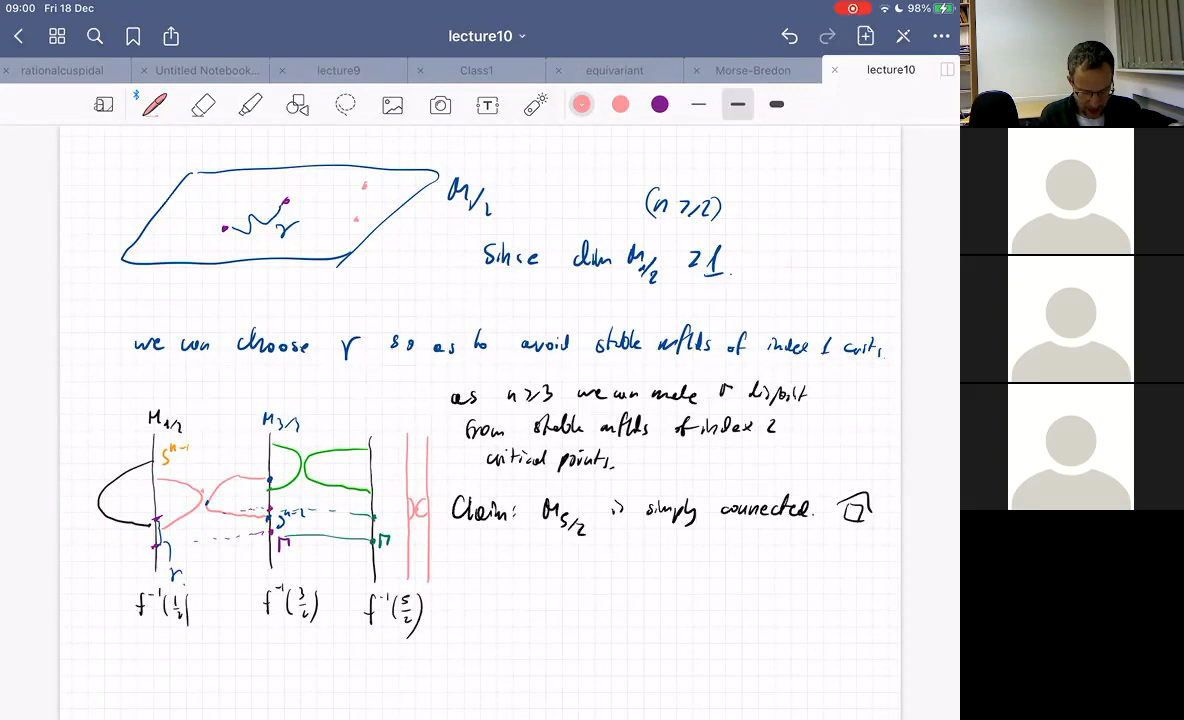 09:00 Fri 18 Dec
98%
lecture10
rationalcuspidal
Untitled Notebook...
lecture9
Class1
equivariant
Morse-Bredon
lecture10
M1/2
(n ≥ 2)
γ
Since dim M1/2 ≥ 1.
we can choose γ so as to avoid stable mflds of index 1 crits.
as n≥3 we can make disjoint
from stable mflds of index 2
critical points.
M1/2
M3/2
S^n-1
S^n-2
Γ
Γ
γ
Claim: M5/2 is simply connected. □
f^-1(1/2)
f^-1(3/2)
f^-1(5/2)